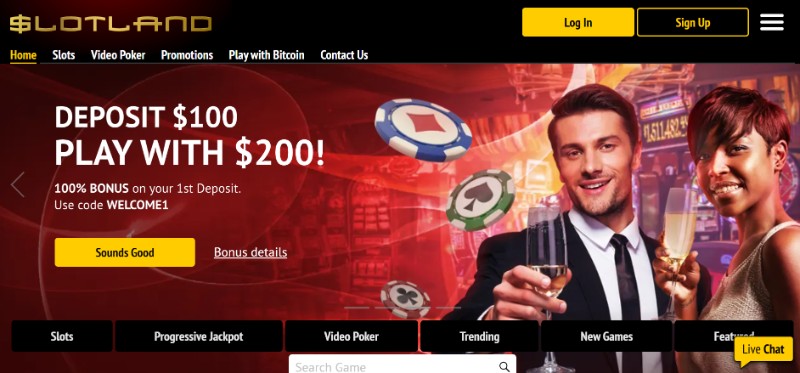 $LOTLAND
Log In
Sign Up
Home Slots Video Poker Promotions Play with Bitcoin Contact Us
DEPOSIT $100
PLAY WITH $200!
100% BONUS on your 1st Deposit.
Use code WELCOME1
Sounds Good
Bonus details
Slots Progressive Jackpot Video Poker Trending New Games
Live Chat
Search Game